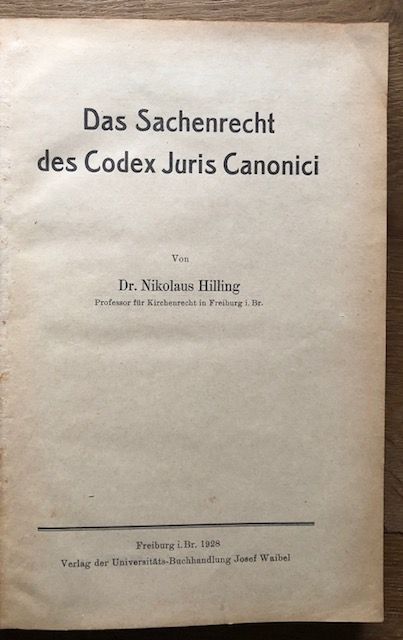 Das Sachenrecht
des Codex Juris Canonici
Von
Dr. Nikolaus Hilling
Professor für Kirchenrecht in Freiburg i. Br.
Freiburg i. Br. 1928
Verlag der Universitäts-Buchhandlung Josef Waibel